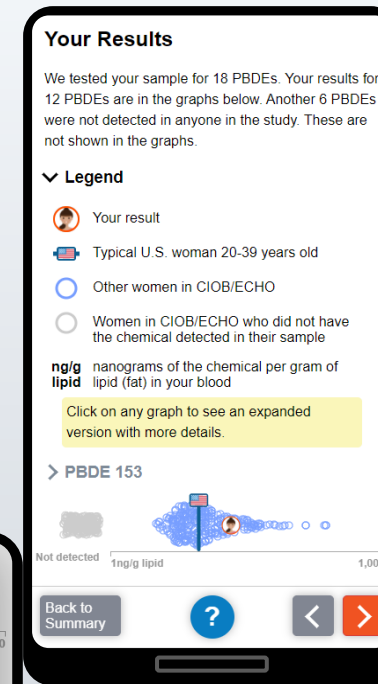 Your Results
We tested your sample for 18 PBDEs. Your results for
12 PBDEs are in the graphs below. Another 6 PBDEs
were not detected in anyone in the study. These are
not shown in the graphs.
Legend
Your result
Typical U.S. woman 20-39 years old
Other women in CIOB/ECHO
Women in CIOB/ECHO who did not have
the chemical detected in their sample
ng/g nanograms of the chemical per gram of
lipid lipid (fat) in your blood
Click on any graph to see an expanded
version with more details.
PBDE 153
Not detected 1ng/g lipid 1,00
Back to
Summary
?
0